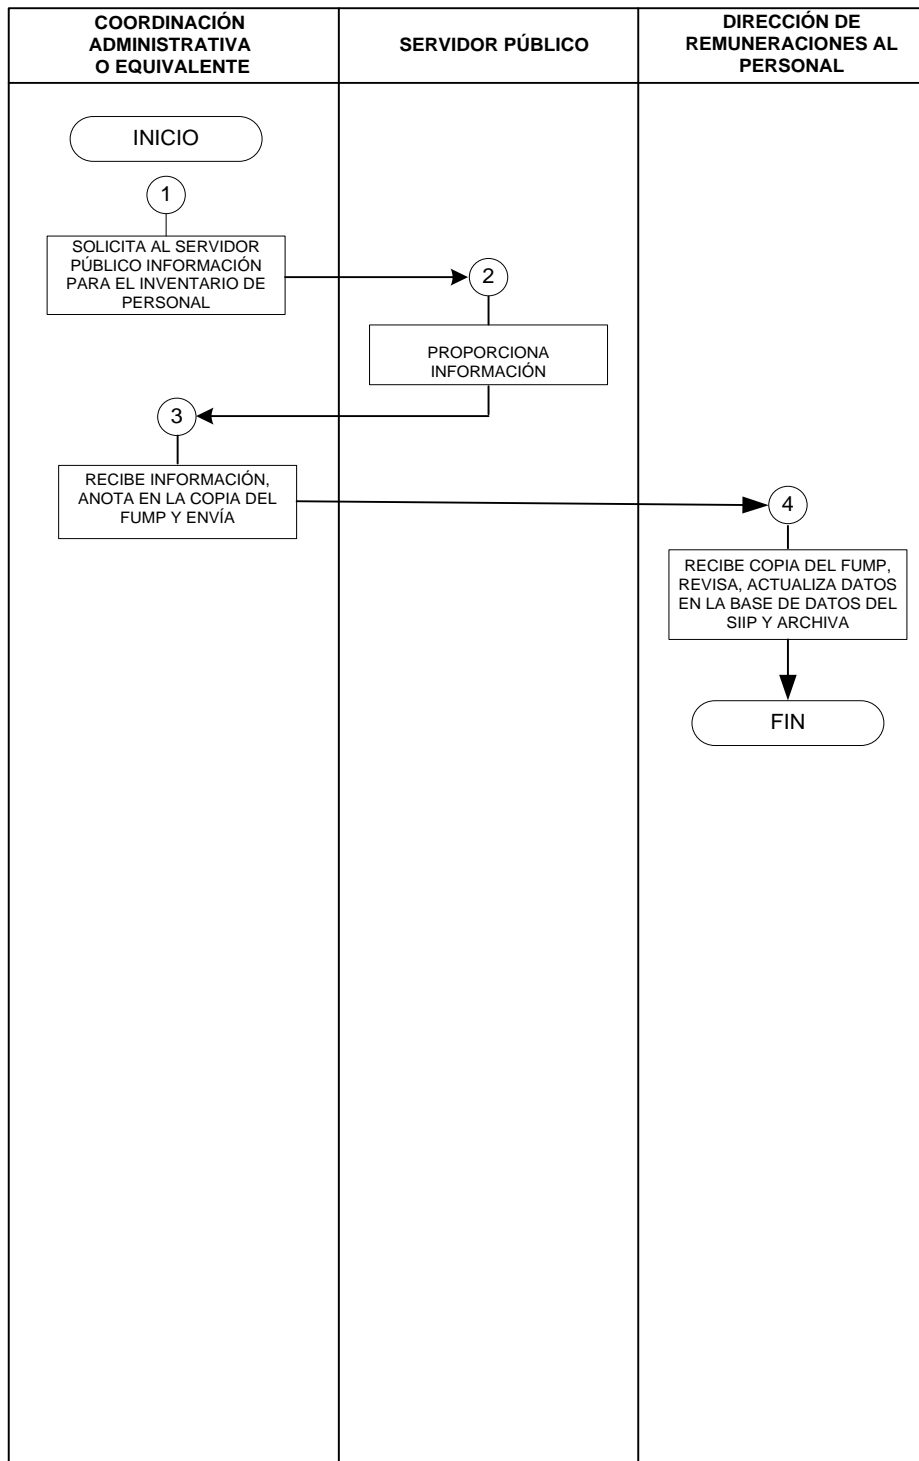 COORDINACIÓN
ADMINISTRATIVA
O EQUIVALENTE
SERVIDOR PÚBLICO
DIRECCIÓN DE
REMUNERACIONES AL
PERSONAL
INICIO
1
SOLICITA AL SERVIDOR
PÚBLICO INFORMACIÓN
PARA EL INVENTARIO DE
PERSONAL
2
PROPORCIONA
INFORMACIÓN
3
RECIBE INFORMACIÓN,
ANOTA EN LA COPIA DEL
FUMP Y ENVÍA
4
RECIBE COPIA DEL FUMP,
REVISA, ACTUALIZA DATOS
EN LA BASE DE DATOS DEL
SIIP Y ARCHIVA
FIN